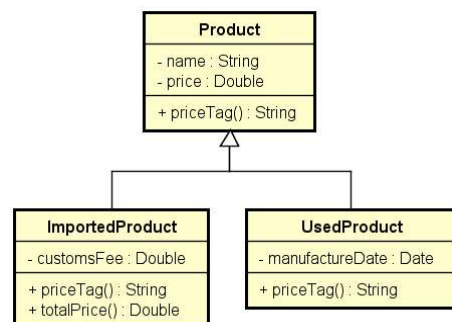 Product
- name : String
- price : Double
+ priceTag() : String
ImportedProduct
- customsFee : Double
+ priceTag() : String
+ totalPrice() : Double
UsedProduct
- manufactureDate : Date
+ priceTag() : String